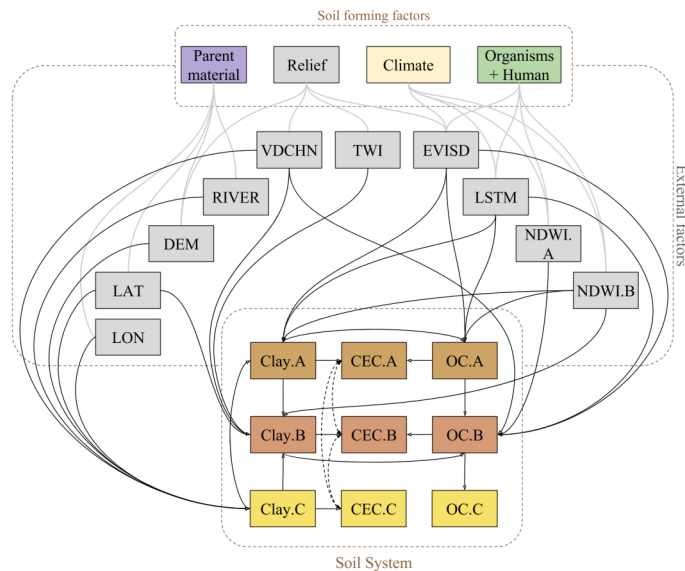 Soil forming factors
Parent
material
Relief
Climate
Organisms
+ Human
VDCHN
TWI
EVISD
External factors
RIVER
LSTM
DEM
NDWI.
A
LAT
NDWI.B
LON
Clay.A
CEC.A
OC.A
Clay.B
CEC.B
OC.B
Clay.C
CEC.C
OC.C
Soil System